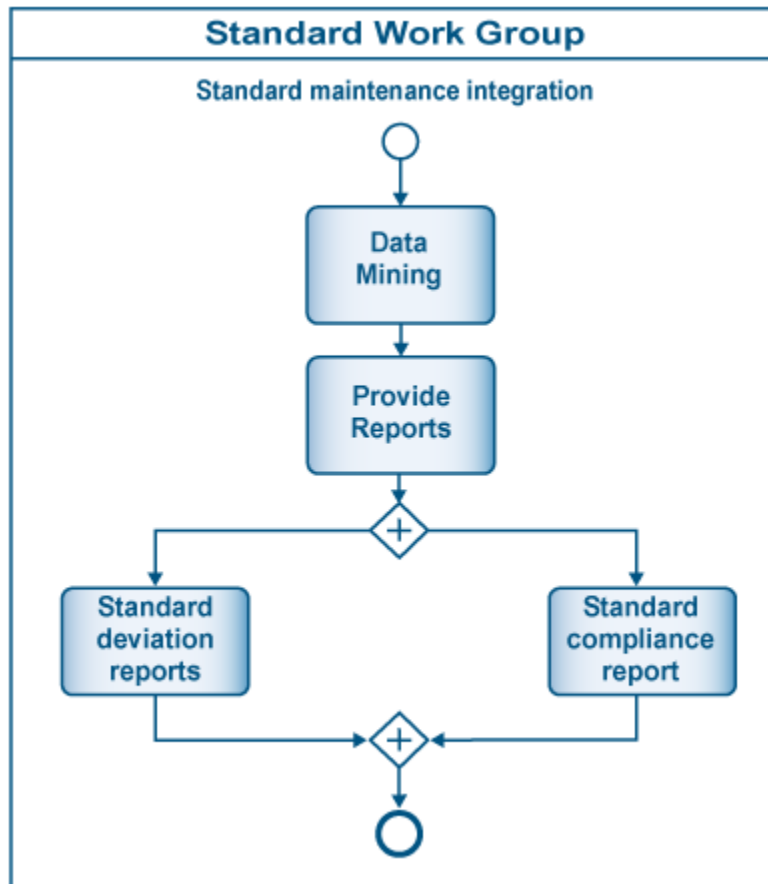 Standard Work Group
Standard maintenance integration
Data
Mining
Provide
Reports
Standard
deviation
reports
Standard
compliance
report